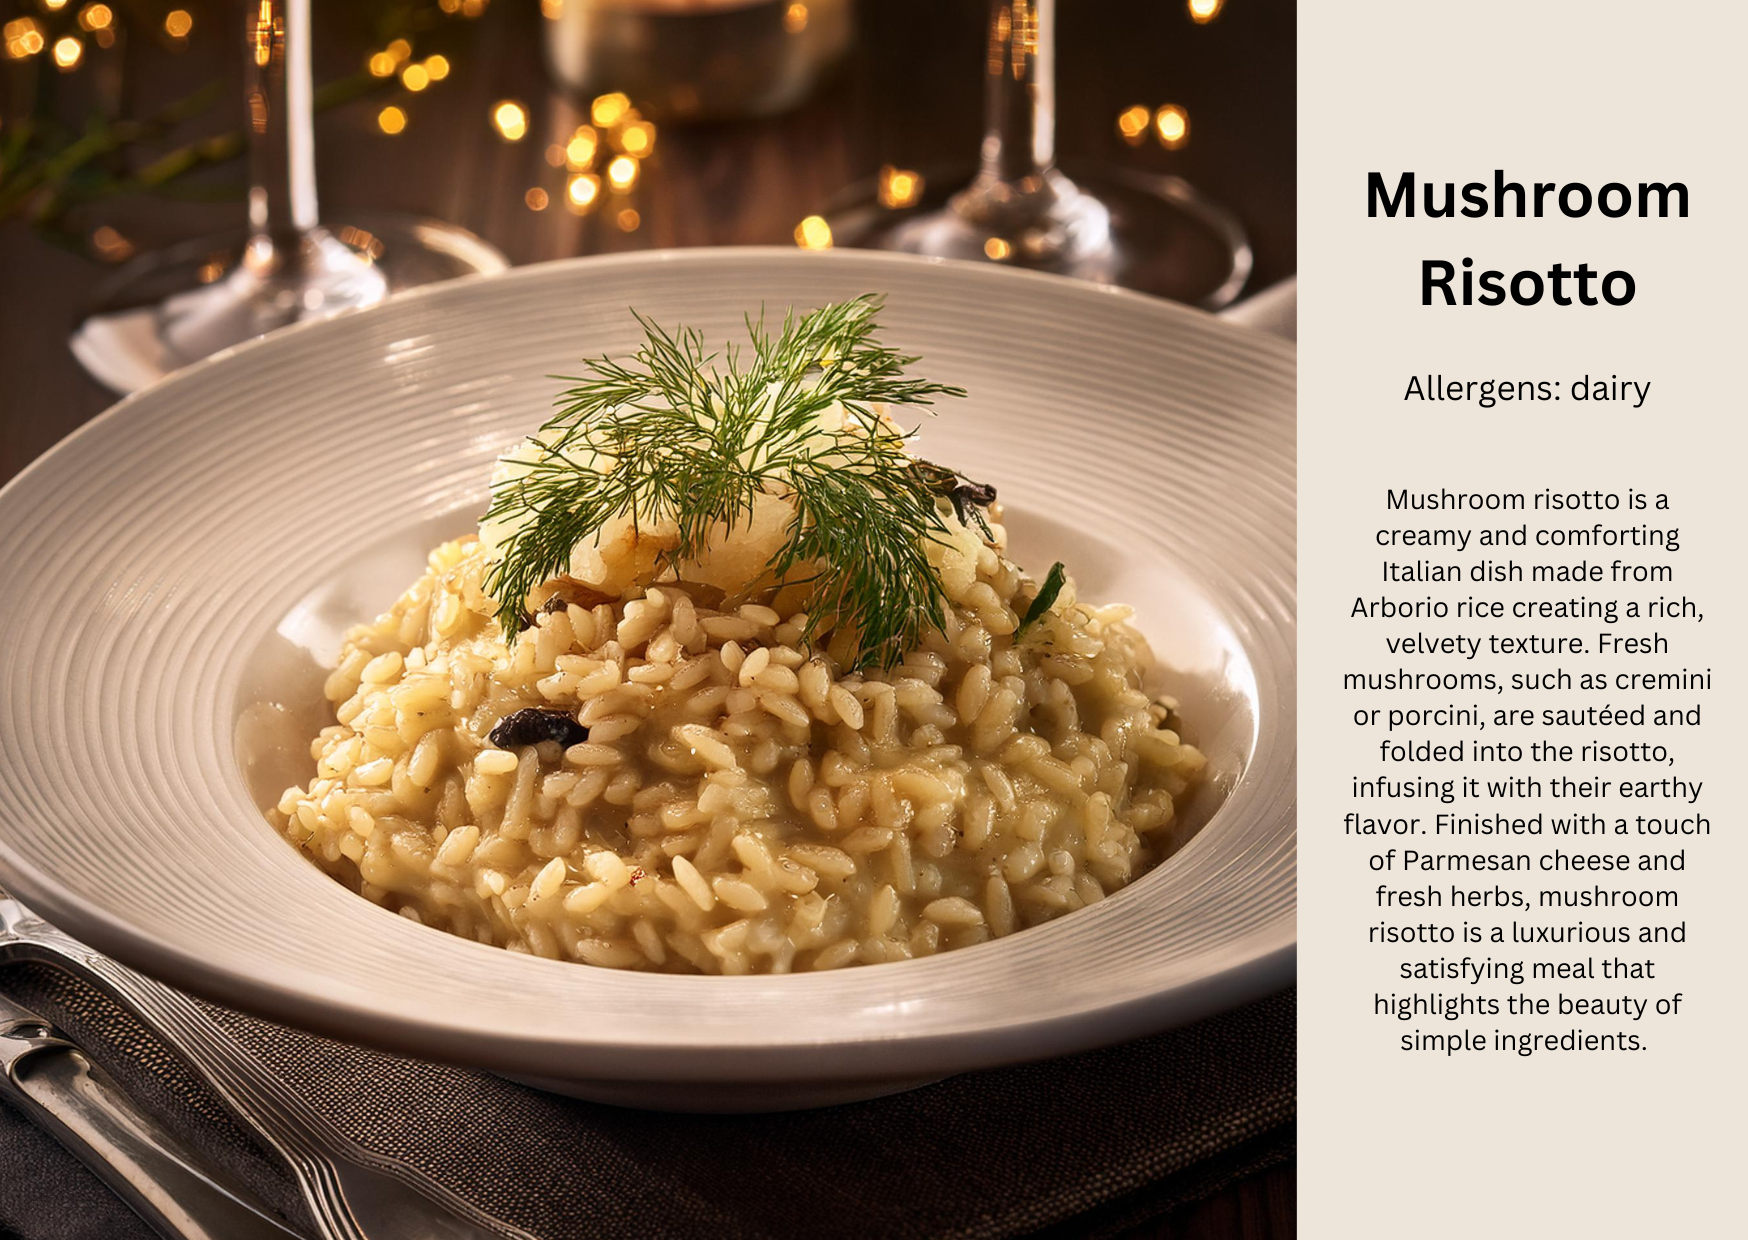 Mushroom
Risotto
Allergens: dairy
Mushroom risotto is a
creamy and comforting
Italian dish made from
Arborio rice creating a rich,
velvety texture. Fresh
mushrooms, such as cremini
or porcini, are sautéed and
folded into the risotto,
infusing it with their earthy
flavor. Finished with a touch
of Parmesan cheese and
fresh herbs, mushroom
risotto is a luxurious and
satisfying meal that
highlights the beauty of
simple ingredients.